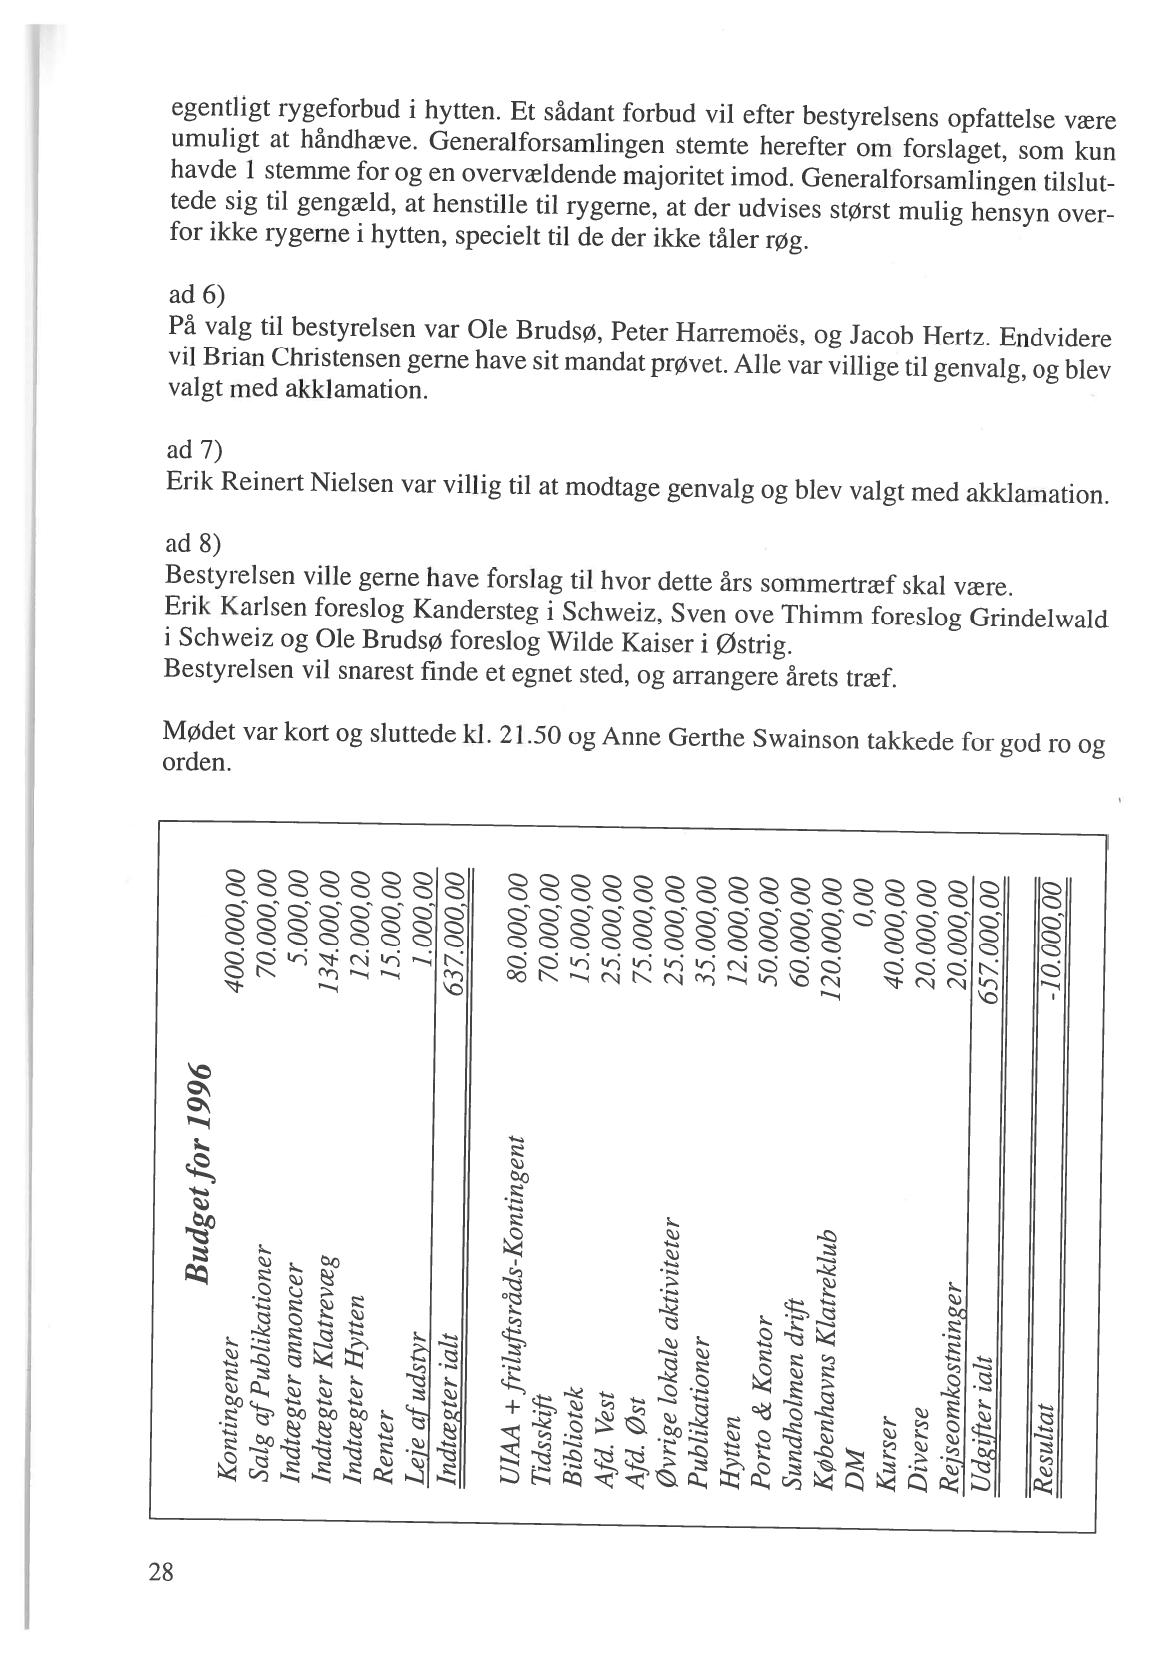 egentligt rygeforbud i hytten. Et sådant forbud vil efter bestyrelsens opfattelse være
umuligt at håndhæve. Generalforsamlingen stemte herefter om forslaget, som kun
havde 1 stemme for og en overvældende majoritet imod. Generalforsamlingen tilslut-
tede sig til gengæld, at henstille til rygerne, at der udvises størst mulig hensyn over-
for ikke rygerne i hytten, specielt til de der ikke tåler røg.
ad 6)
På valg til bestyrelsen var Ole Brudsø, Peter Harremoës, og Jacob Hertz. Endvidere
vil Brian Christensen gerne have sit mandat prøvet. Alle var villige til genvalg, og blev
valgt med akklamation.
ad 7)
Erik Reinert Nielsen var villig til at modtage genvalg og blev valgt med akklamation.
ad 8)
Bestyrelsen ville gerne have forslag til hvor dette års sommertræf skal være.
Erik Karlsen foreslog Kandersteg i Schweiz, Sven ove Thimm foreslog Grindelwald
i Schweiz og Ole Brudsø foreslog Wilde Kaiser i Østrig.
Bestyrelsen vil snarest finde et egnet sted, og arrangere årets træf.
Mødet var kort og sluttede kl. 21.50 og Anne Gerthe Swainson takkede for god ro og
orden.
Budget for 1996
Kontingenter 400.000,00
Salg af Publikationer 70.000,00
Indtægter annoncer 5.000,00
Indtægter Klatrevæg 134.000,00
Indtægter Hytten 12.000,00
Renter 15.000,00
Leje af udstyr 1.000,00
Indtægter ialt 637.000,00
UIAA + friluftsråds-Kontingent 80.000,00
Tidsskift 70.000,00
Bibliotek 15.000,00
Afd. Vest 25.000,00
Afd. Øst 75.000,00
Øvrige lokale aktiviteter 25.000,00
Publikationer 35.000,00
Hytten 12.000,00
Porto & Kontor 50.000,00
Sundholmen drift 60.000,00
Københavns Klatreklub 120.000,00
DM 0,00
Kurser 40.000,00
Diverse 20.000,00
Rejseomkostninger 20.000,00
Udgifter ialt 657.000,00
Resultat -10.000,00
28